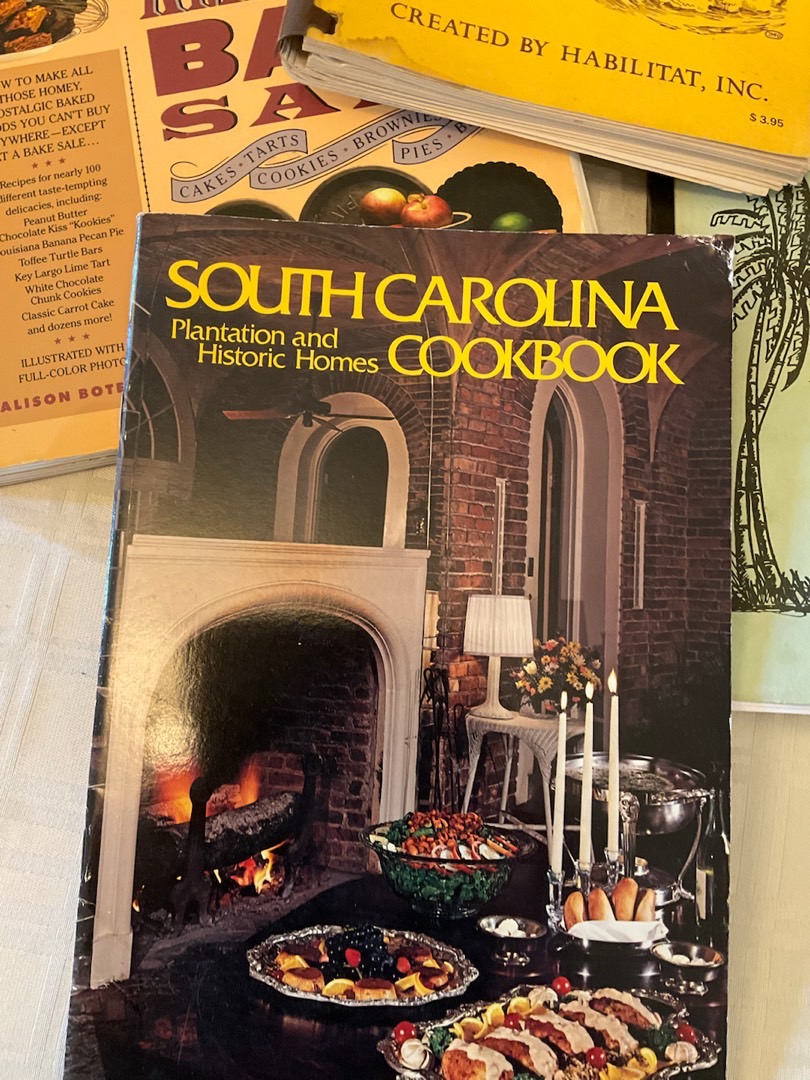 CREATED BY HABILITAT, INC.
$3.95
BA
SA
CAKES • TARTS
COOKIES • BROWNIES
PIES • B
W TO MAKE ALL
THOSE HOMEY,
OSTALGIC BAKED
ODS YOU CAN'T BUY
YWHERE—EXCEPT
T A BAKE SALE...
★ ★ ★
Recipes for nearly 100
different taste-tempting
delicacies, including:
Peanut Butter
Chocolate Kiss "Kookies"
ouisiana Banana Pecan Pie
Toffee Turtle Bars
Key Largo Lime Tart
White Chocolate
Chunk Cookies
Classic Carrot Cake
and dozens more!
★ ★ ★
ILLUSTRATED WITH
FULL-COLOR PHOTO
ALISON BOTE
SOUTH CAROLINA
Plantation and
Historic Homes COOKBOOK